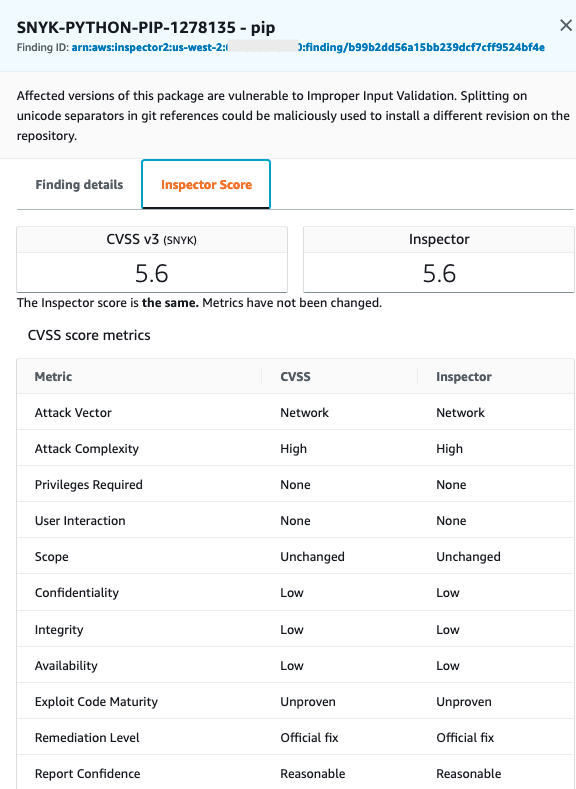 SNYK-PYTHON-PIP-1278135 - pip
Finding ID: arn:aws:inspector2:us-west-2: :finding/b99b2dd56a15bb239dcf7cff9524bf4e
Affected versions of this package are vulnerable to Improper Input Validation. Splitting on
unicode separators in git references could be maliciously used to install a different revision on the
repository.
Finding details Inspector Score
CVSS v3 (SNYK) Inspector
5.6 5.6
The Inspector score is the same. Metrics have not been changed.
CVSS score metrics
Metric CVSS Inspector
Attack Vector Network Network
Attack Complexity High High
Privileges Required None None
User Interaction None None
Scope Unchanged Unchanged
Confidentiality Low Low
Integrity Low Low
Availability Low Low
Exploit Code Maturity Unproven Unproven
Remediation Level Official fix Official fix
Report Confidence Reasonable Reasonable